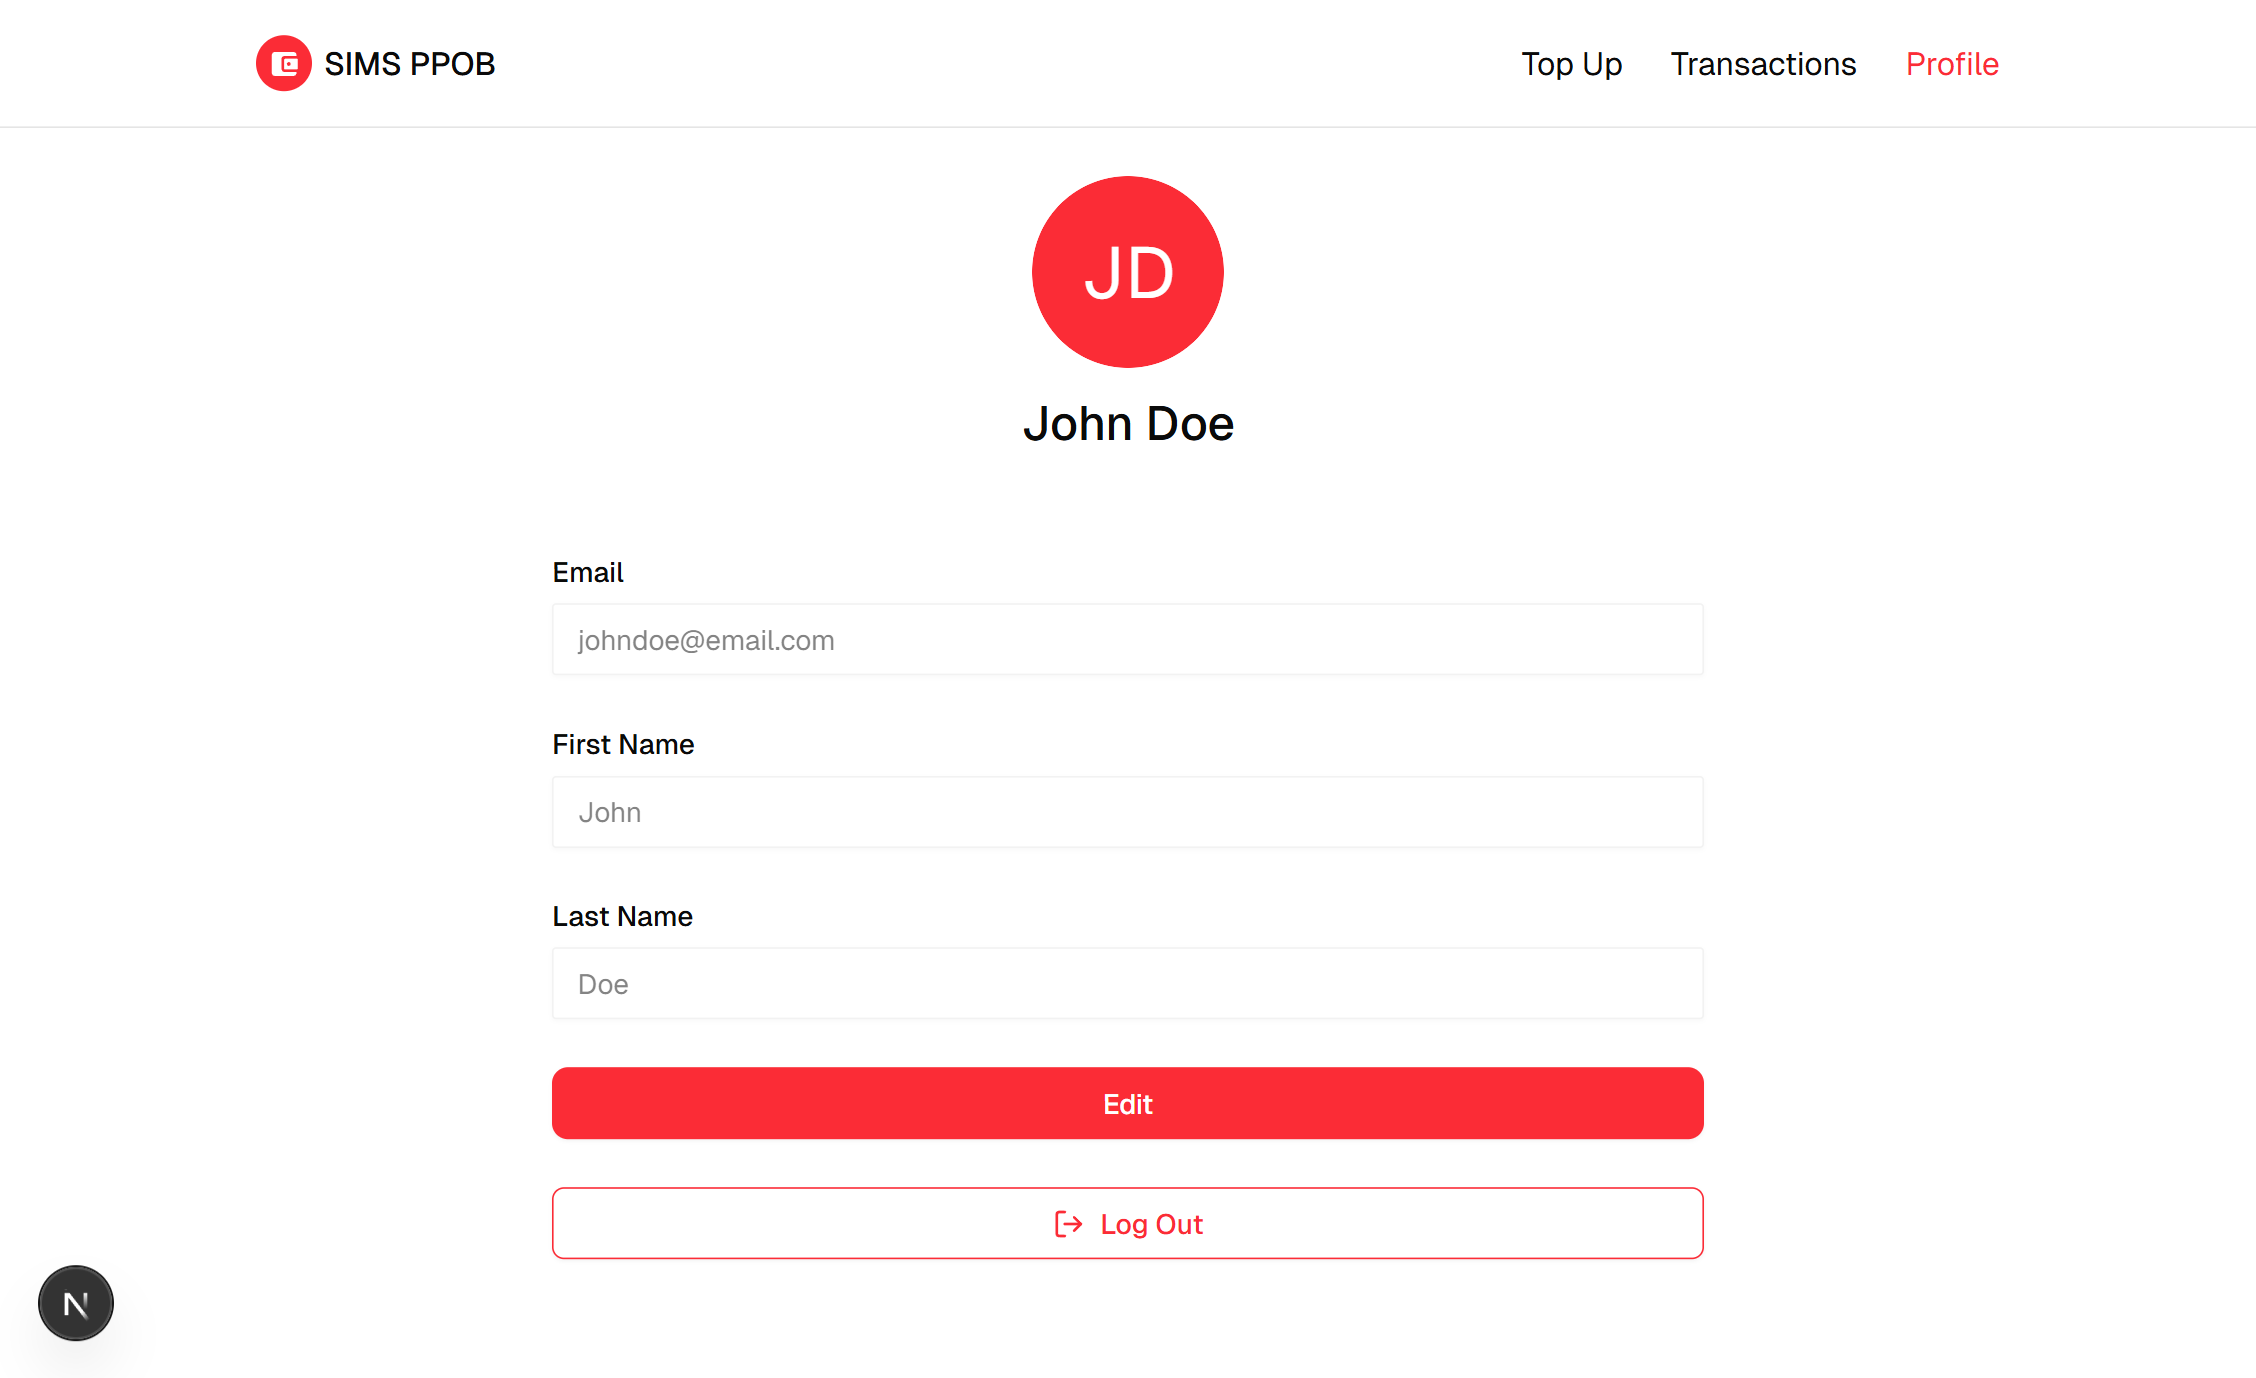 SIMS PPOB
Top Up
Transactions
Profile
JD
John Doe
Email
johndoe@email.com
First Name
John
Last Name
Doe
Edit
Log Out
N